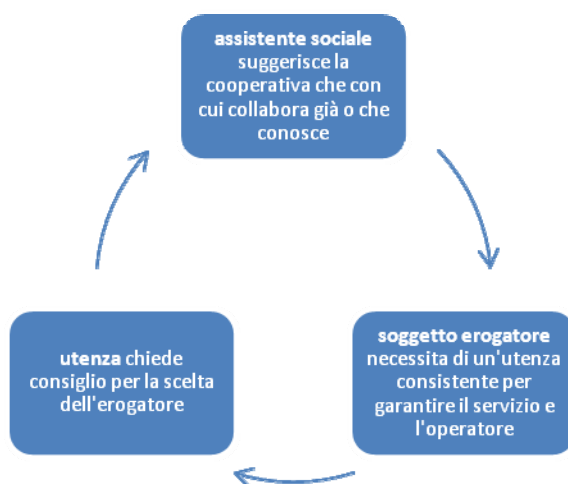 assistente sociale
suggerisce la
cooperativa che con
cui collabora già o che
conosce
utenza chiede
consiglio per la scelta
dell'erogatore
soggetto erogatore
necessita di un'utenza
consistente per
garantire il servizio e
l'operatore